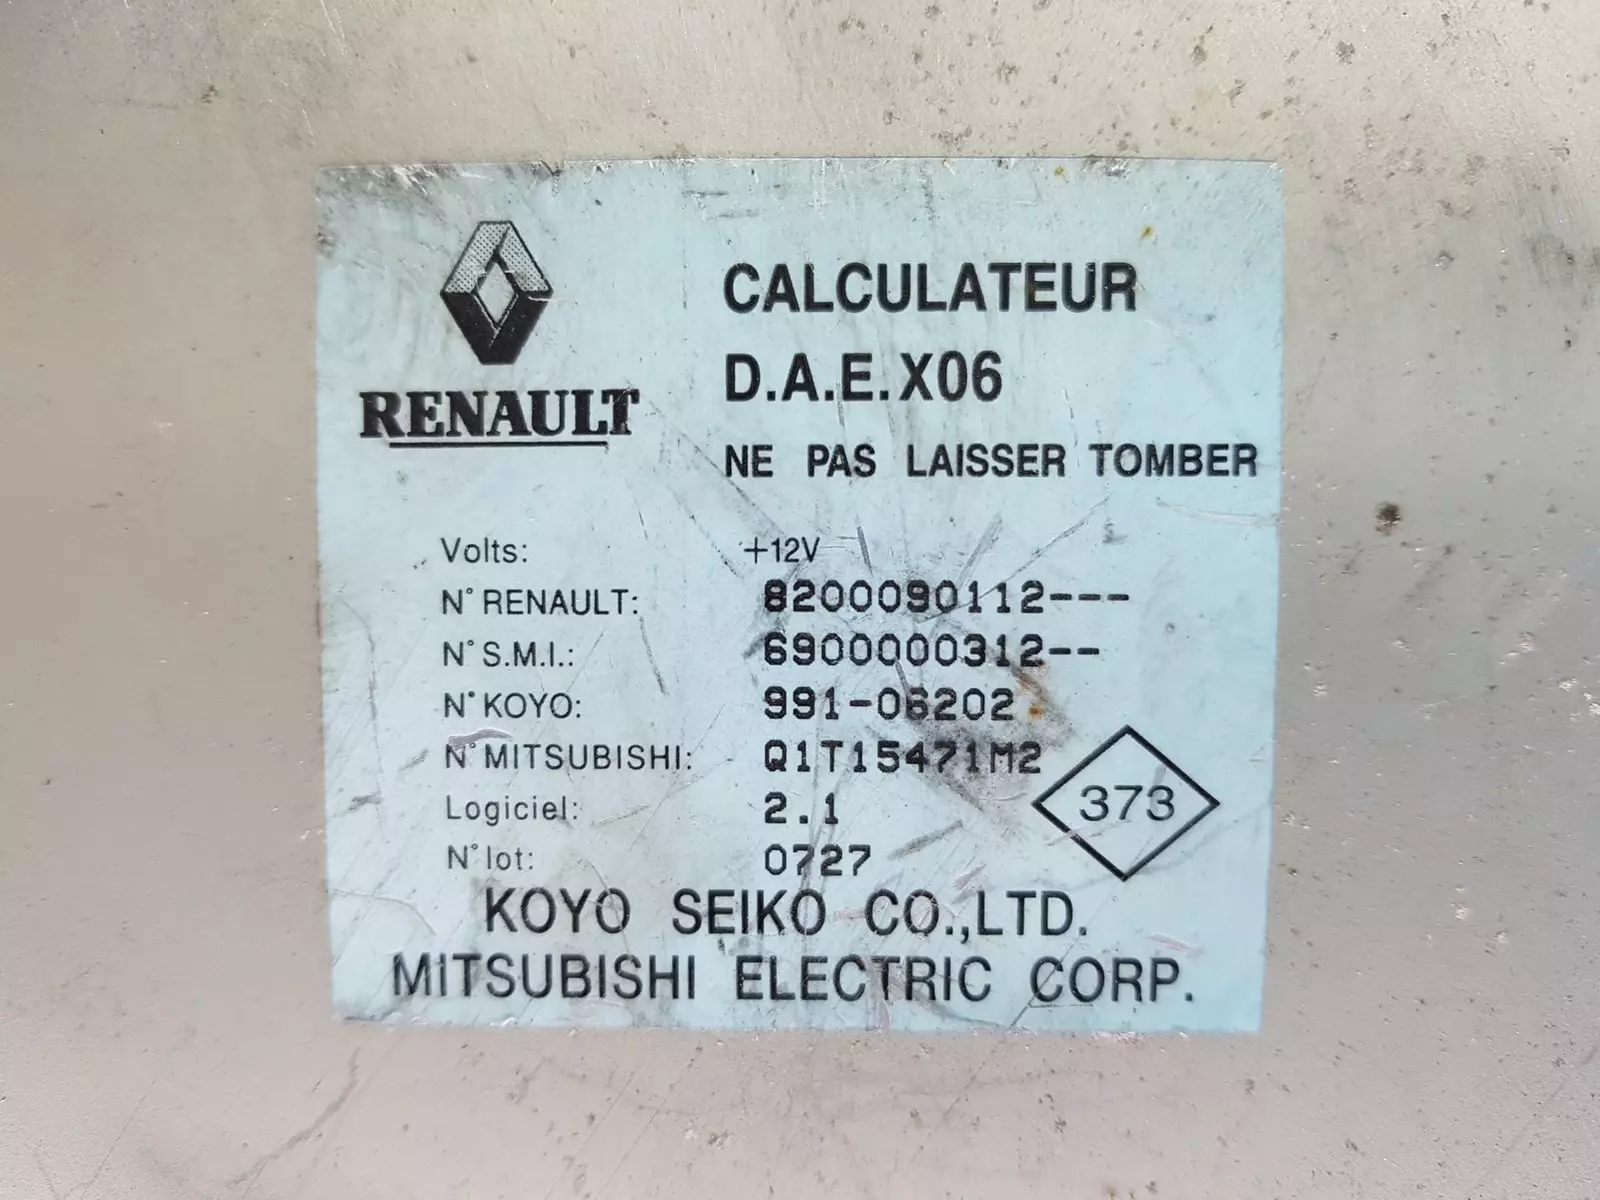 CALCULATEUR
D.A.E.X06
RENAULT
NE PAS LAISSER TOMBER
Volts: +12V
N° RENAULT: 8200090112---
N° S.M.I.: 6900000312--
N° KOYO: 991-06202
N° MITSUBISHI: Q1T15471M2
Logiciel: 2.1
373
N° lot: 0727
KOYO SEIKO CO.,LTD.
MITSUBISHI ELECTRIC CORP.